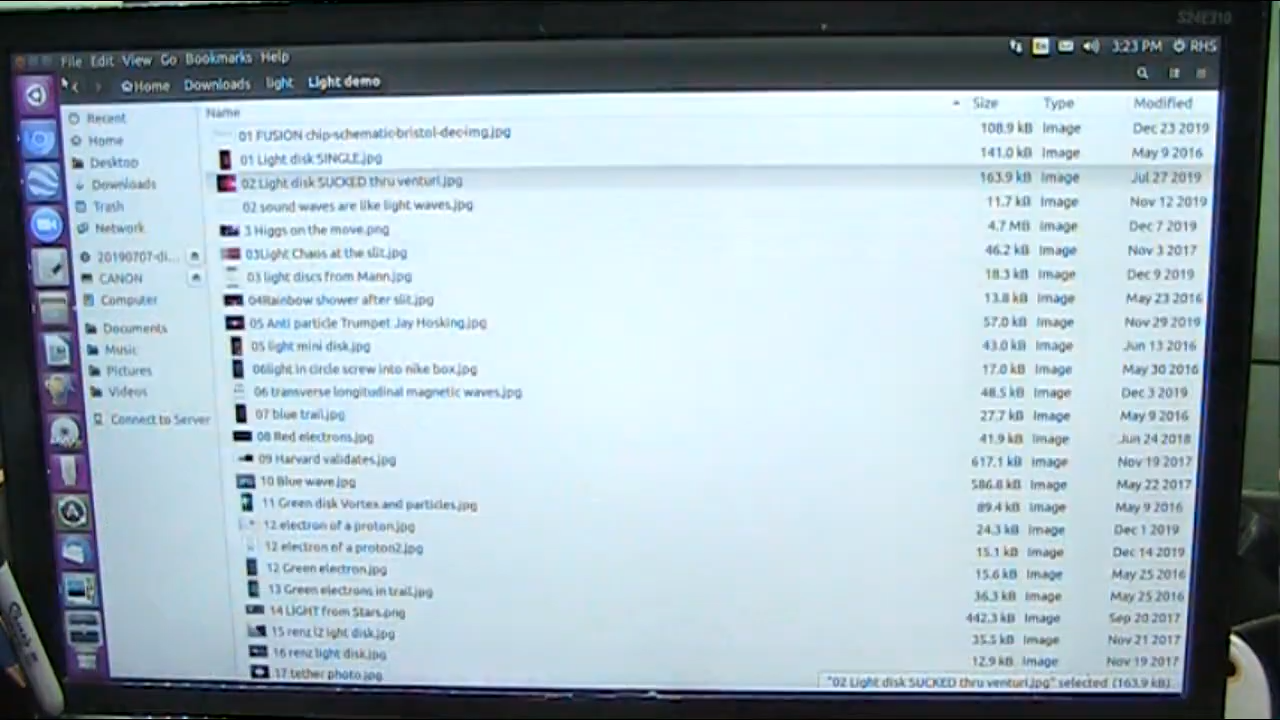 S24E310
File Edit View Go Bookmarks Help
En 3:23 PM RHS
Home Downloads light Light demo
Name Size Type Modified
Recent
Home
Desktop
Downloads
Trash
Network
20190707-di...
CANON
Computer
Documents
Music
Pictures
Videos
Connect to Server
01 FUSION chip-schematic-bristol-dec-img.jpg 108.9 kB Image Dec 23 2019
01 Light disk SINGLE.jpg 141.0 kB Image May 9 2016
02 Light disk SUCKED thru venturi.jpg 163.9 kB Image Jul 27 2019
02 sound waves are like light waves.jpg 11.7 kB Image Nov 12 2019
3 Higgs on the move.png 4.7 MB Image Dec 7 2019
03Light Chaos at the slit.jpg 46.2 kB Image Nov 3 2017
03 light discs from Mann.jpg 18.3 kB Image Dec 9 2019
04Rainbow shower after slit.jpg 13.8 kB Image May 23 2016
05 Anti particle Trumpet Jay Hosking.jpg 57.0 kB Image Nov 29 2019
05 light mini disk.jpg 43.0 kB Image Jun 13 2016
06light in circle screw into nike box.jpg 17.0 kB Image May 30 2016
06 transverse longitudinal magnetic waves.jpg 48.5 kB Image Dec 3 2019
07 blue trail.jpg 27.7 kB Image May 9 2016
08 Red electrons.jpg 41.9 kB Image Jun 24 2018
09 Harvard validates.jpg 617.1 kB Image Nov 19 2017
10 Blue wave.jpg 586.8 kB Image May 22 2017
11 Green disk Vortex and particles.jpg 89.4 kB Image May 9 2016
12 electron of a proton.jpg 24.3 kB Image Dec 1 2019
12 electron of a proton2.jpg 15.1 kB Image Dec 14 2019
12 Green electron.jpg 15.6 kB Image May 25 2016
13 Green electrons in trail.jpg 36.3 kB Image May 25 2016
14 LIGHT from Stars.png 442.3 kB Image Sep 20 2017
15 renz l2 light disk.jpg 35.5 kB Image Nov 21 2017
16 renz light disk.jpg 12.9 kB Image Nov 19 2017
17 tether photo.jpg
"02 Light disk SUCKED thru venturi.jpg" selected (163.9 kB)